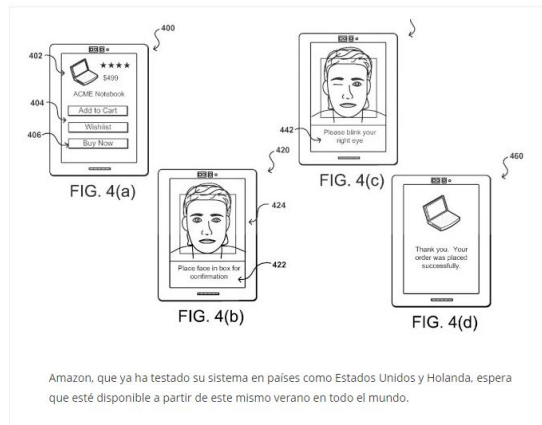 400
402
★★★★
$499
ACME Notebook
404
Add to Cart
Wishlist
406
Buy Now
FIG. 4(a)
420
424
Place face in box for
confirmation
422
FIG. 4(b)
442
Please blink your
right eye
FIG. 4(c)
460
Thank you. Your
order was placed
successfully.
FIG. 4(d)
Amazon, que ya ha testado su sistema en países como Estados Unidos y Holanda, espera
que esté disponible a partir de este mismo verano en todo el mundo.